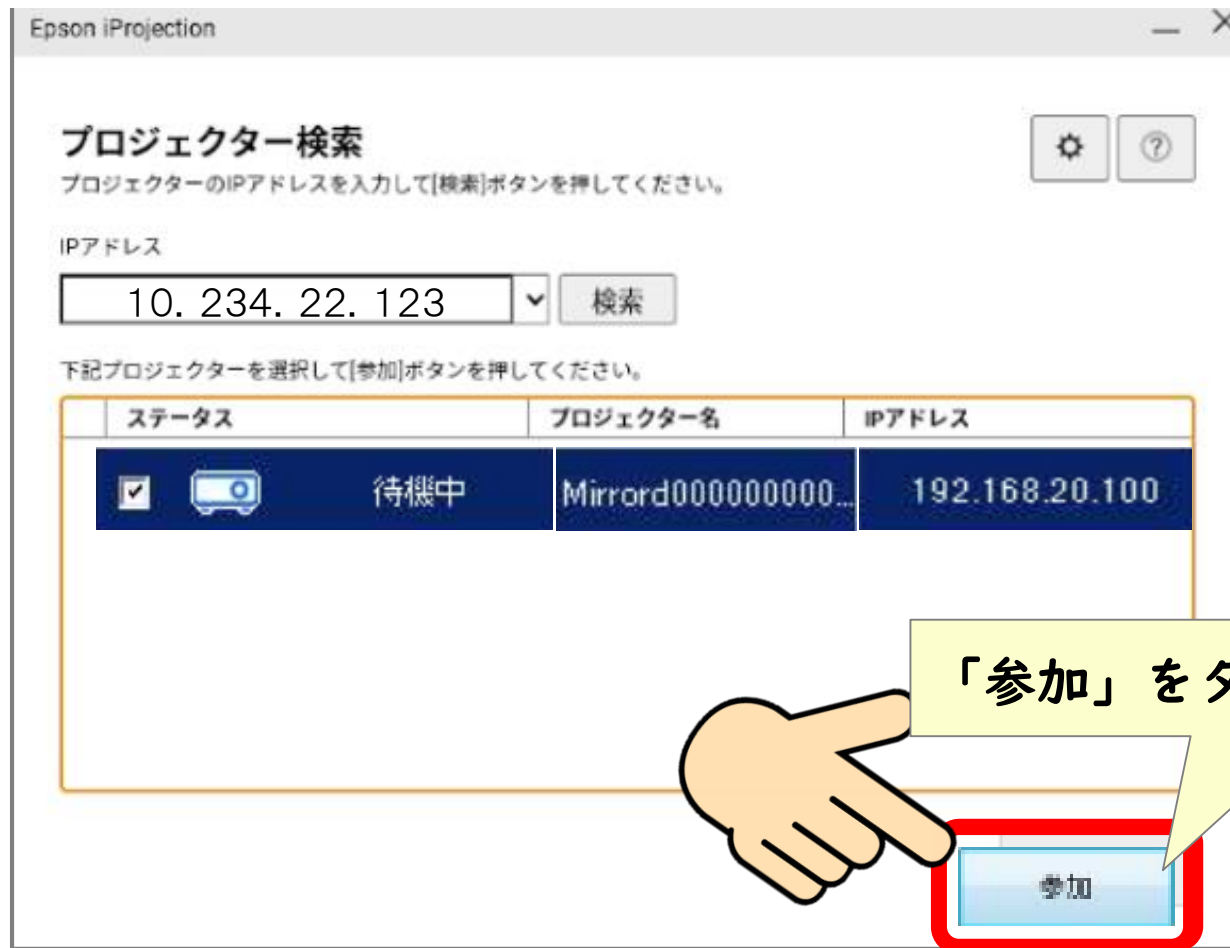 Epson iProjection
プロジェクター検索
プロジェクターのIPアドレスを入力して[検索]ボタンを押してください。
IPアドレス
10. 234. 22. 123
検索
下記プロジェクターを選択して[参加]ボタンを押してください。
ステータス プロジェクター名 IPアドレス
待機中 Mirrord000000000... 192.168.20.100
「参加」をタ
参加